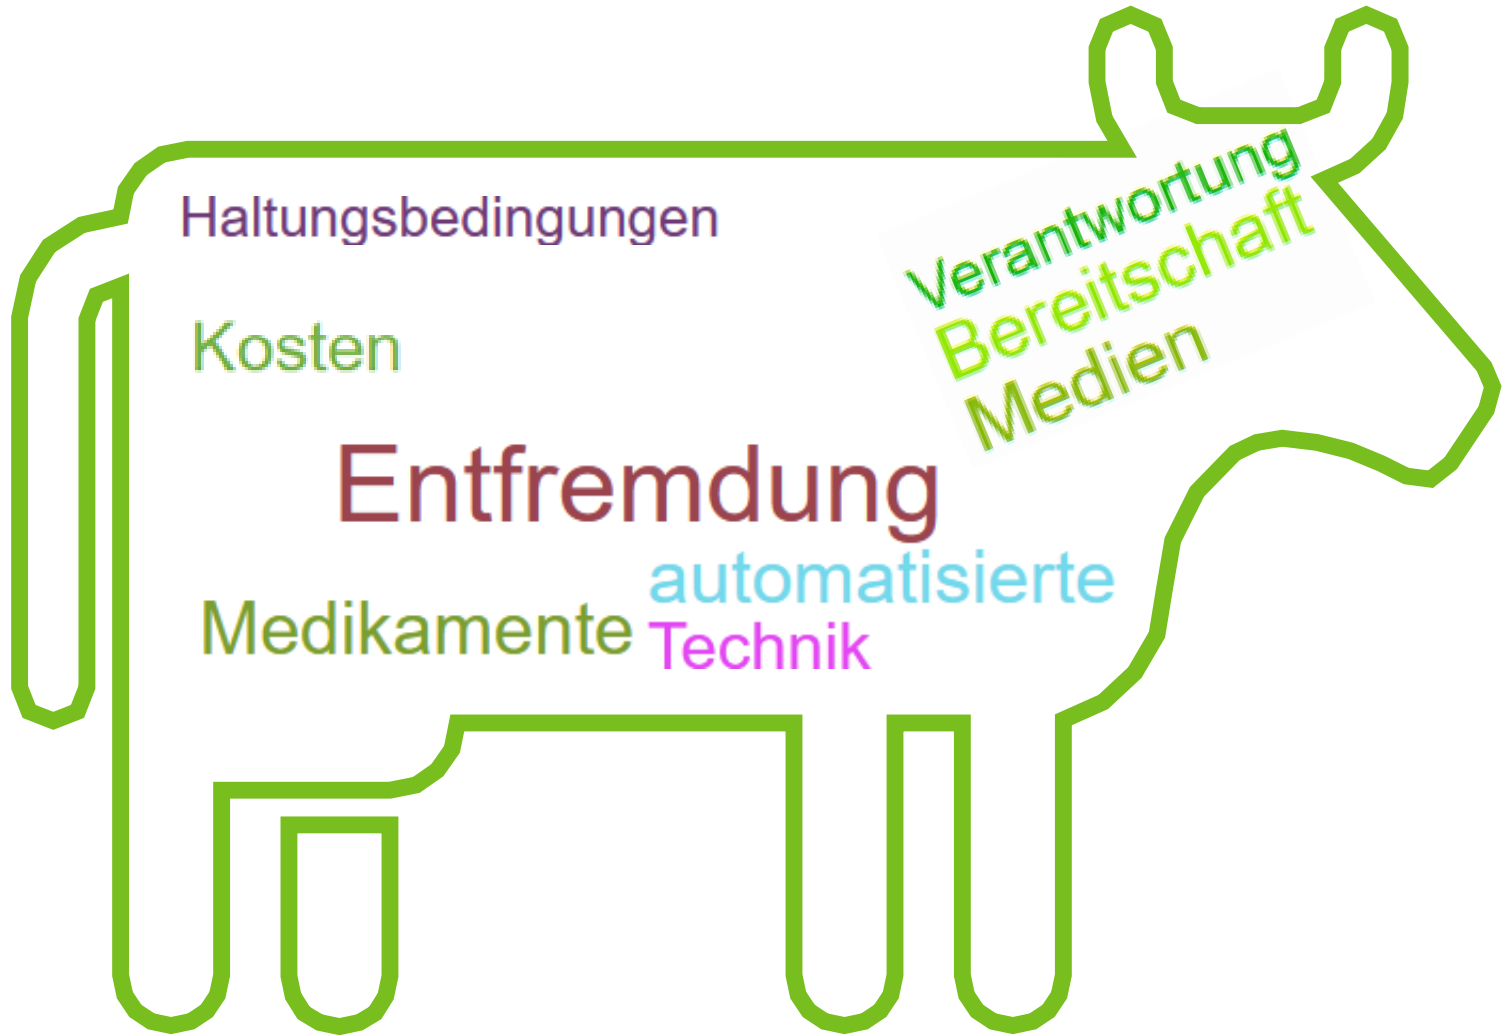 Haltungsbedingungen
Verantwortung
Bereitschaft
Medien
Kosten
Entfremdung
automatisierte
Technik
Medikamente